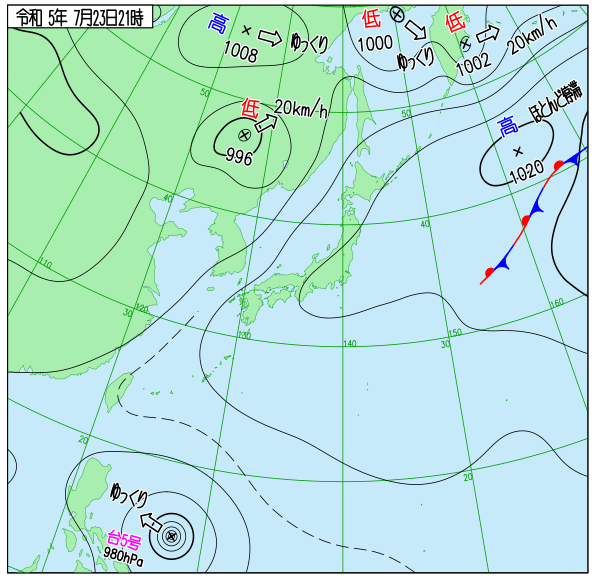 令和 5年 7月23日21時
高
1008
ゆっくり
低
1000
ゆっくり
低
1002
20km/h
低
20km/h
996
高
ほとんど停滞
1020
50
50
40
40
110
30
120
130
140
30
150
160
20
20
ゆっくり
台5号
980hPa